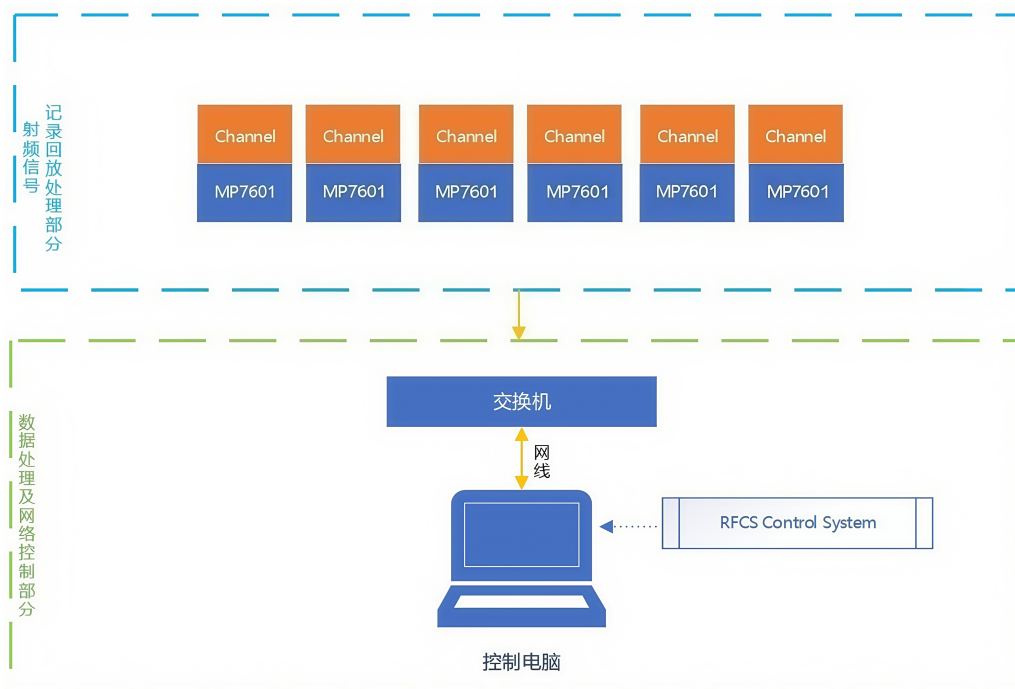 射频信号
记录回放处理部分
Channel Channel Channel Channel Channel Channel
MP7601 MP7601 MP7601 MP7601 MP7601 MP7601
数据处理及网络控制部分
交换机
网线
RFCS Control System
控制电脑